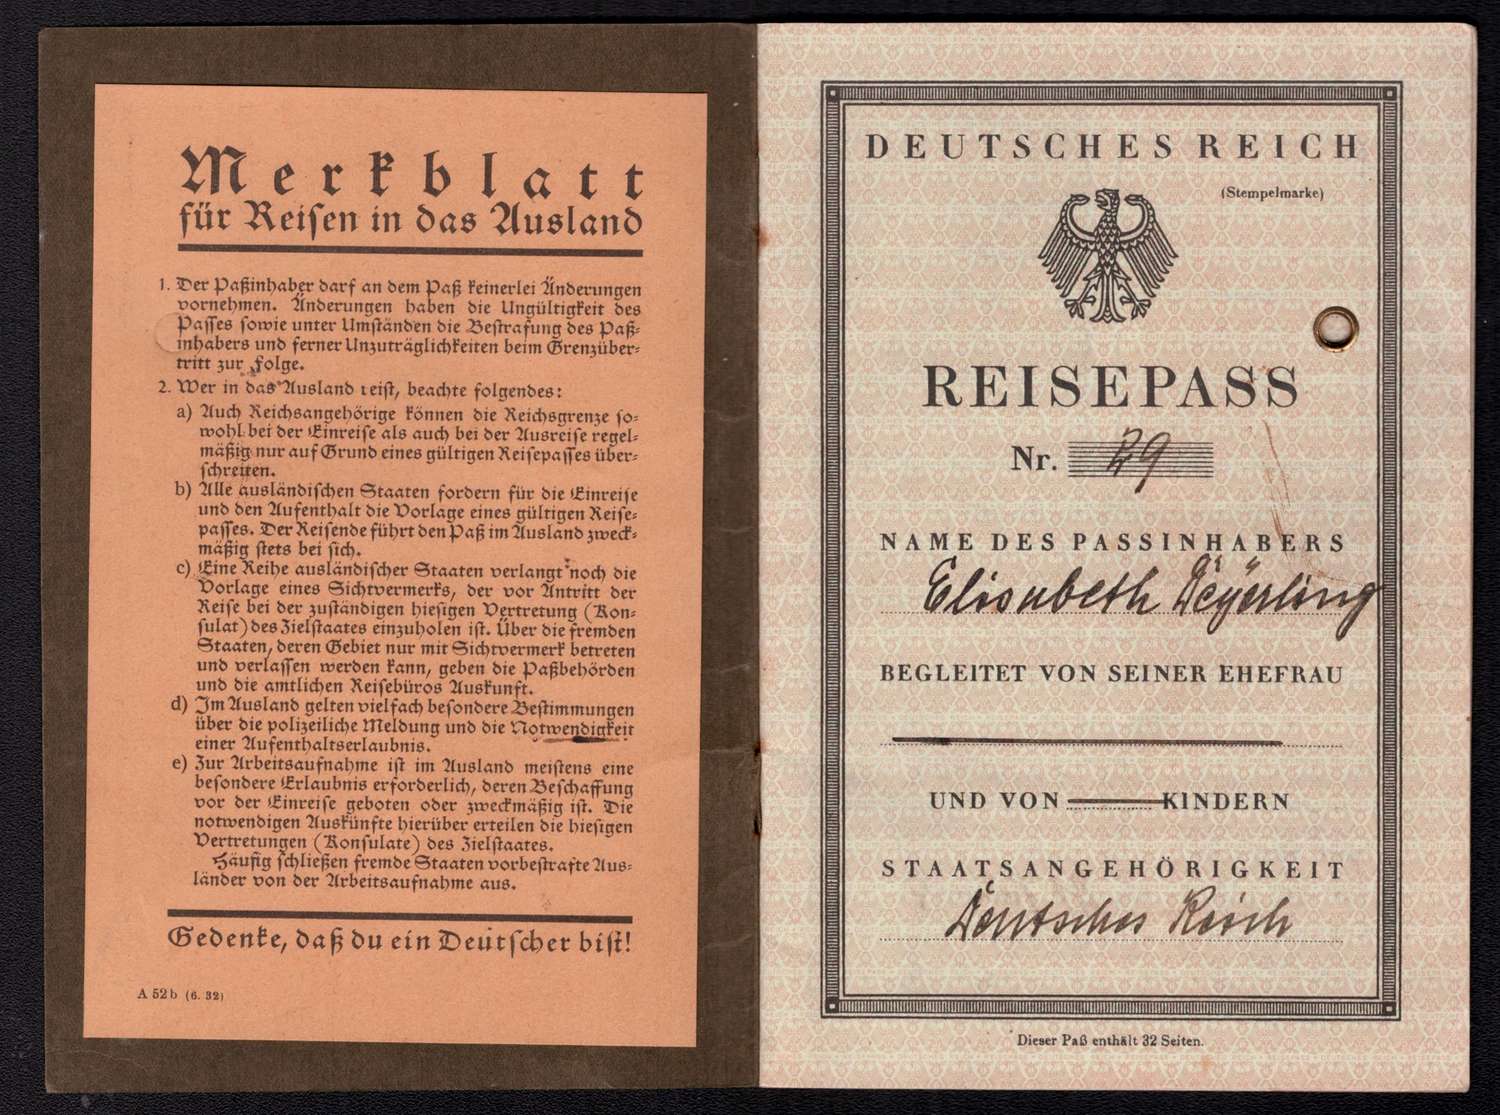 Merkblatt
für Reisen in das Ausland
1. Der Paßinhaber darf an dem Paß keinerlei Änderungen
vornehmen. Änderungen haben die Ungültigkeit des
Passes sowie unter Umständen die Bestrafung des Paß-
inhabers und ferner Unzuträglichkeiten beim Grenzüber-
tritt zur Folge.
2. Wer in das Ausland reist, beachte folgendes:
a) Auch Reichsangehörige können die Reichsgrenze so-
wohl bei der Einreise als auch bei der Ausreise regel-
mäßig nur auf Grund eines gültigen Reisepasses über-
schreiten.
b) Alle ausländischen Staaten fordern für die Einreise
und den Aufenthalt die Vorlage eines gültigen Reise-
passes. Der Reisende führt den Paß im Ausland zweck-
mäßig stets bei sich.
c) Eine Reihe ausländischer Staaten verlangt noch die
Vorlage eines Sichtvermerks, der vor Antritt der
Reise bei der zuständigen hiesigen Vertretung (Kon-
sulat) des Zielstaates einzuholen ist. Über die fremden
Staaten, deren Gebiet nur mit Sichtvermerk betreten
und verlassen werden kann, geben die Paßbehörden
und die amtlichen Reisebüros Auskunft.
d) Im Ausland gelten vielfach besondere Bestimmungen
über die polizeiliche Meldung und die Notwendigkeit
einer Aufenthaltserlaubnis.
e) Zur Arbeitsaufnahme ist im Ausland meistens eine
besondere Erlaubnis erforderlich, deren Beschaffung
vor der Einreise geboten oder zweckmäßig ist. Die
notwendigen Auskünfte hierüber erteilen die hiesigen
Vertretungen (Konsulate) des Zielstaates.
Häufig schließen fremde Staaten vorbestrafte Aus-
länder von der Arbeitsaufnahme aus.
Gedenke, daß du ein Deutscher bist!
A 52 b (6. 32)
DEUTSCHES REICH
(Stempelmarke)
REISEPASS
Nr. 29
NAME DES PASSINHABERS
Elisabeth Deyerling
BEGLEITET VON SEINER EHEFRAU
UND VON KINDERN
STAATSANGEHÖRIGKEIT
Deutsches Reich
Dieser Paß enthält 32 Seiten.